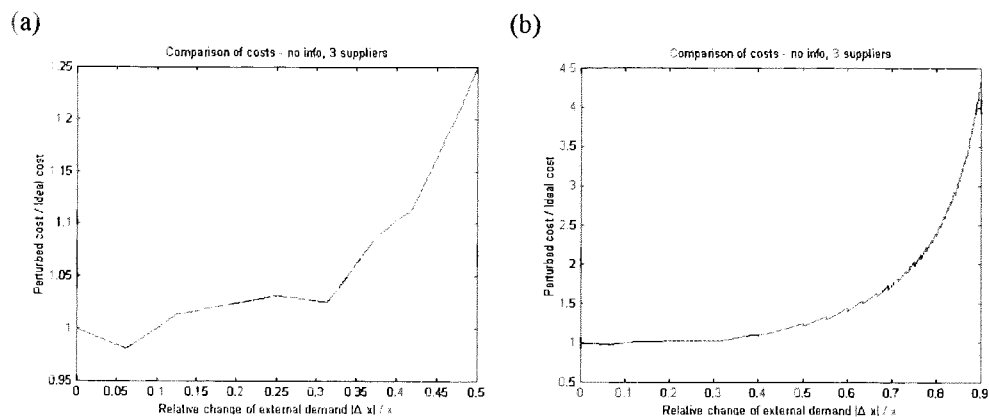 (a)
Comparison of costs - no info, 3 suppliers
1.25
1.2
1.15
1.1
1.05
1
0.95
0 0.05 0.1 0.15 0.2 0.25 0.3 0.35 0.4 0.45 0.5
Perturbed cost / Ideal cost
Relative change of external demand |Δ x| / x
(b)
Comparison of costs - no info, 3 suppliers
4.5
4
3.5
3
2.5
2
1.5
1
0.5
0 0.1 0.2 0.3 0.4 0.5 0.6 0.7 0.8 0.9
Perturbed cost / Ideal cost
Relative change of external demand |Δ x| / x